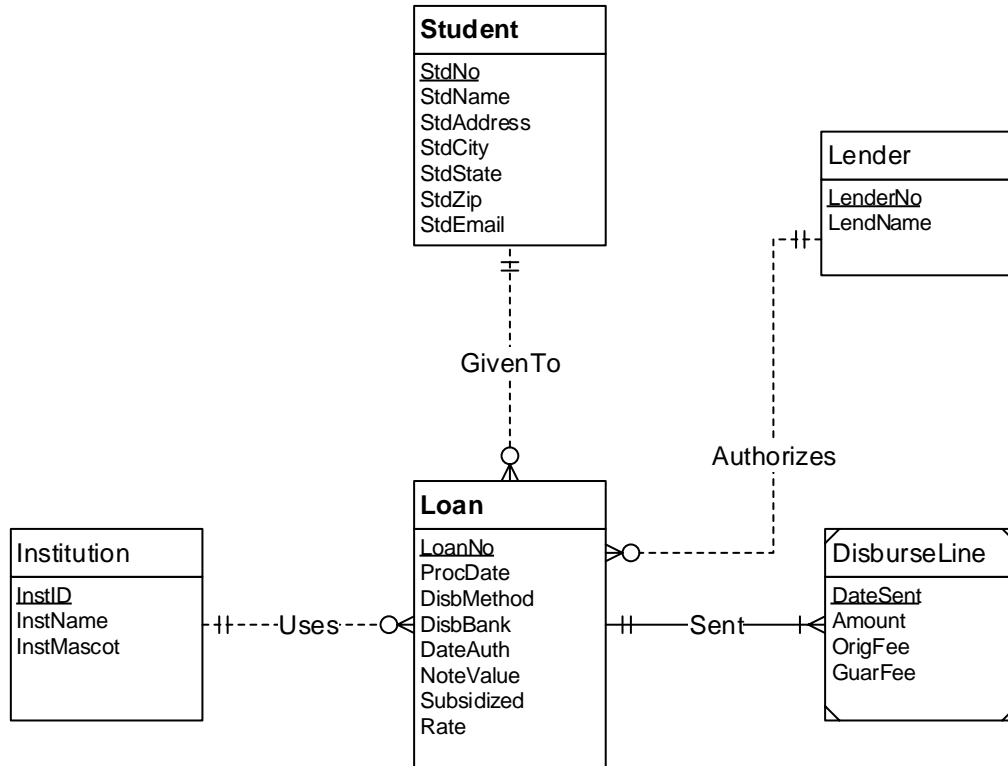 Student
StdNo
StdName
StdAddress
StdCity
StdState
StdZip
StdEmail
Lender
LenderNo
LendName
GivenTo
Authorizes
Institution
InstID
InstName
InstMascot
Uses
Loan
LoanNo
ProcDate
DisbMethod
DisbBank
DateAuth
NoteValue
Subsidized
Rate
Sent
DisburseLine
DateSent
Amount
OrigFee
GuarFee